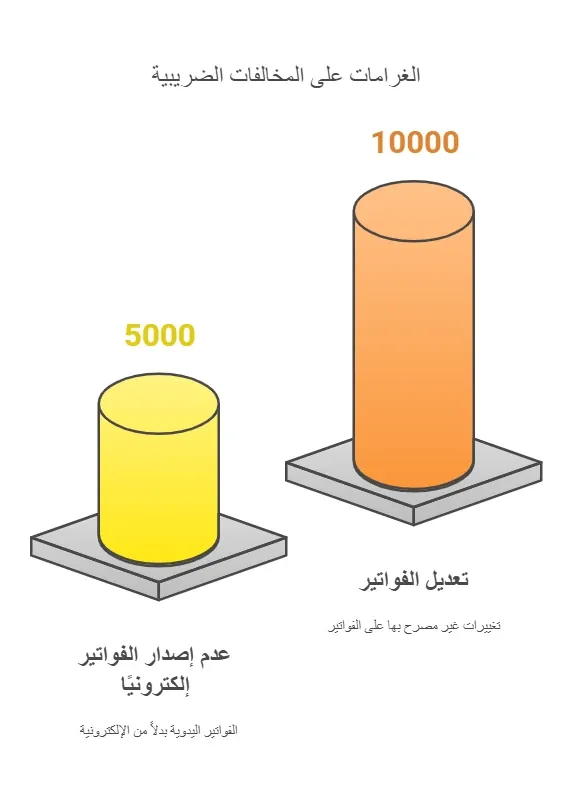 الغرامات على المخالفات الضريبية
10000
5000
تعديل الفواتير
تغييرات غير مصرح بها على الفواتير
عدم إصدار الفواتير
إلكترونيًا
الفواتير اليدوية بدلاً من الإلكترونية